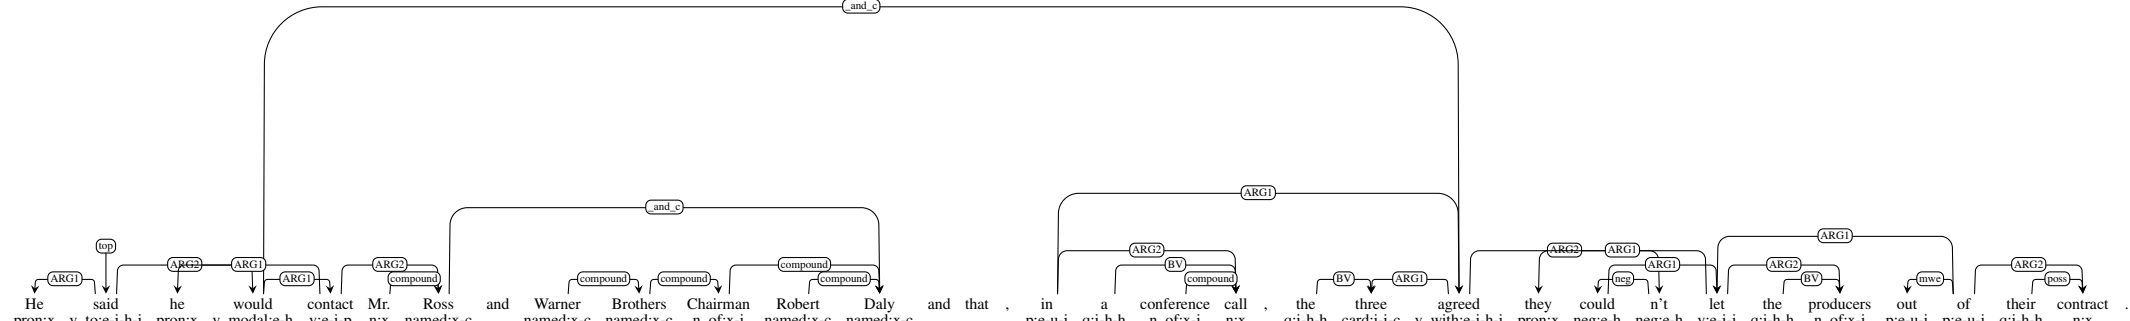 _and_c
ARG1
_and_c
ARG1
top
ARG2 ARG1
ARG2 ARG1
ARG1 ARG1 ARG2 compound compound compound compound compound BV compound BV ARG1 neg ARG1 ARG2 BV mwe ARG2 poss
He said he would contact Mr. Ross and Warner Brothers Chairman Robert Daly and that , in a conference call , the three agreed they could n't let the producers out of their contract .